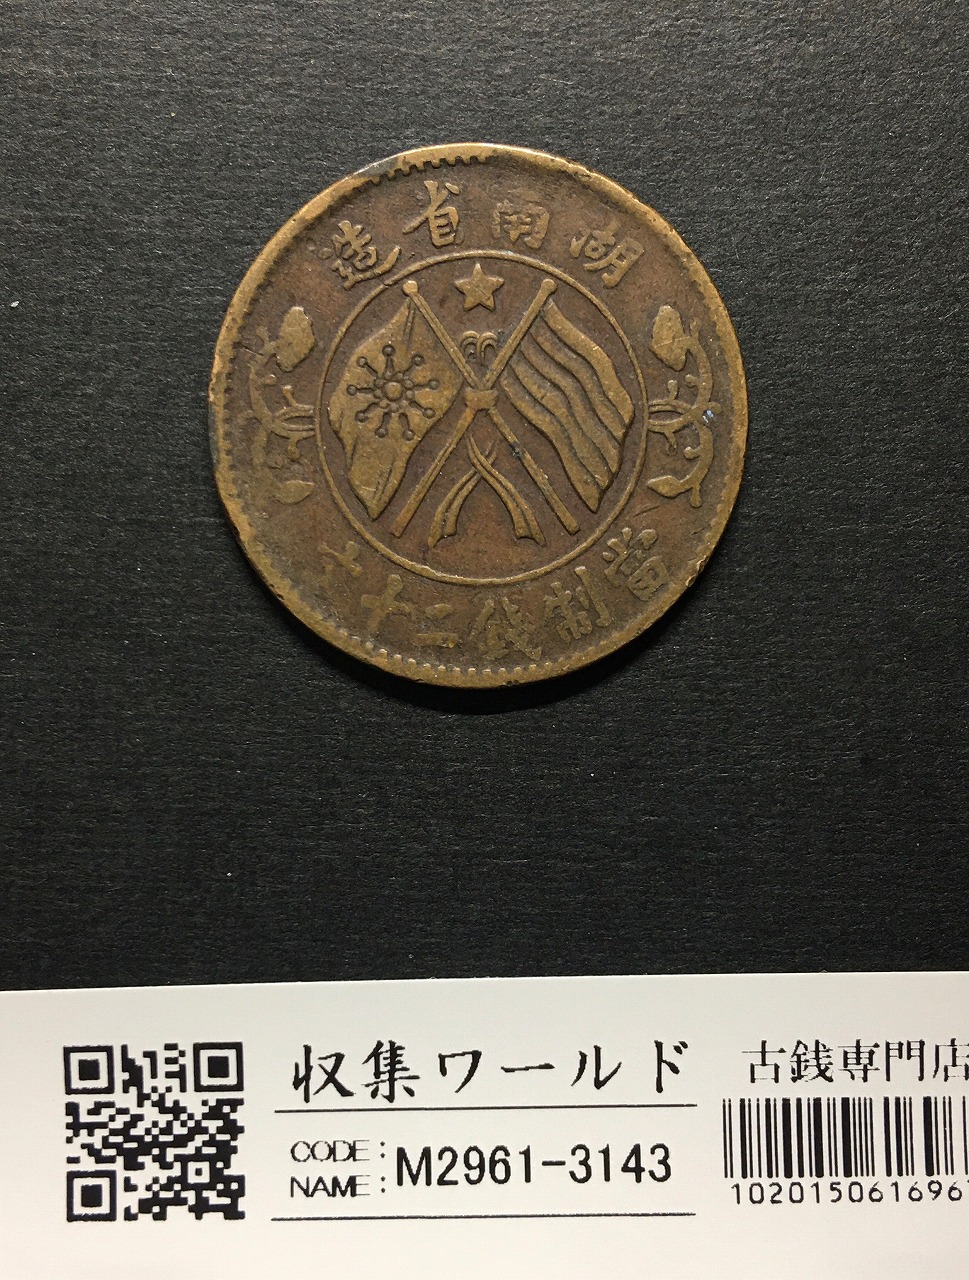 湖南省造
當制錢二十文
収集ワールド
古銭専門店
CODE:
NAME:
M2961-3143
102015061696